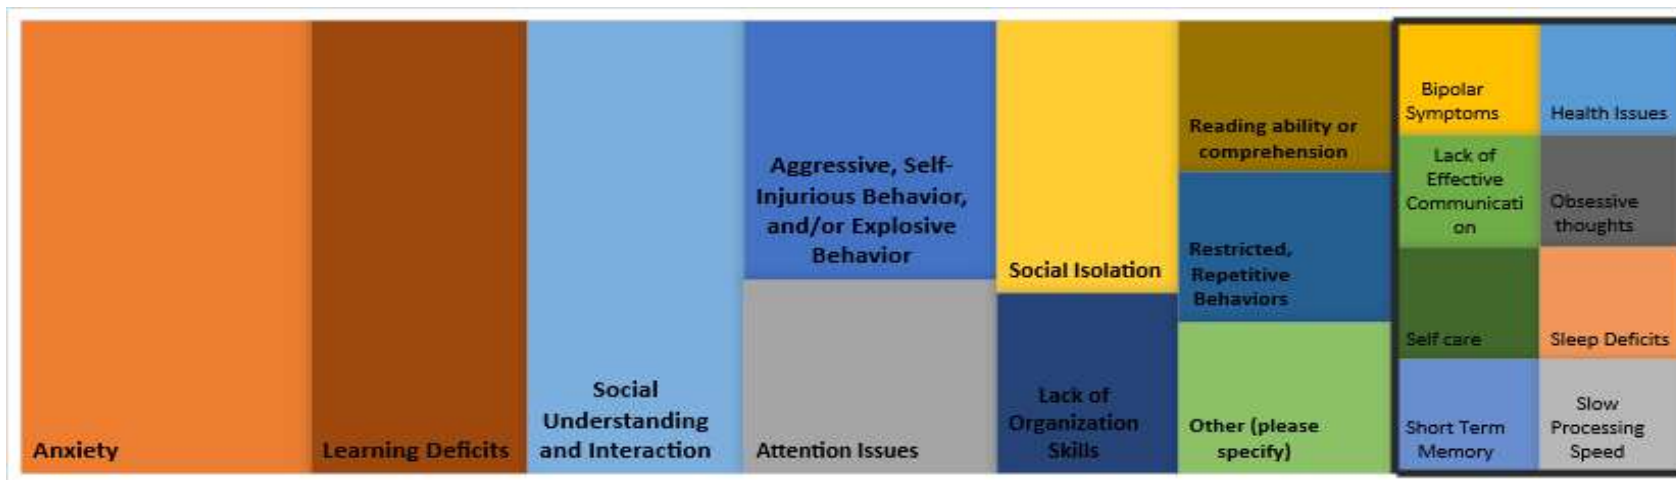 Anxiety
Learning Deficits
Social
Understanding
and Interaction
Aggressive, Self-
Injurious Behavior,
and/or Explosive
Behavior
Attention Issues
Social Isolation
Lack of
Organization
Skills
Reading ability or
comprehension
Restricted,
Repetitive
Behaviors
Other (please
specify)
Bipolar
Symptoms
Health Issues
Lack of
Effective
Communicati
on
Obsessive
thoughts
Self care
Sleep Deficits
Short Term
Memory
Slow
Processing
Speed